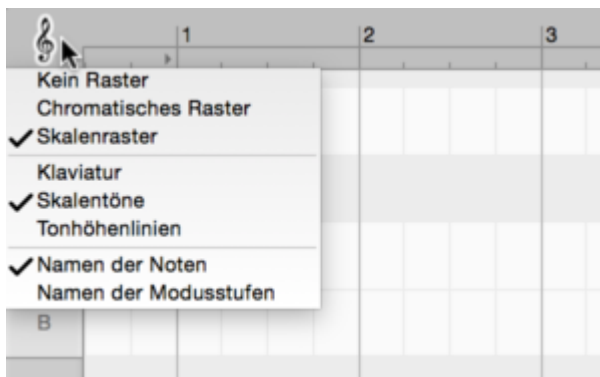 1 2 3
Kein Raster
Chromatisches Raster
Skalenraster
Klaviatur
Skalentöne
Tonhöhenlinien
Namen der Noten
Namen der Modusstufen
B